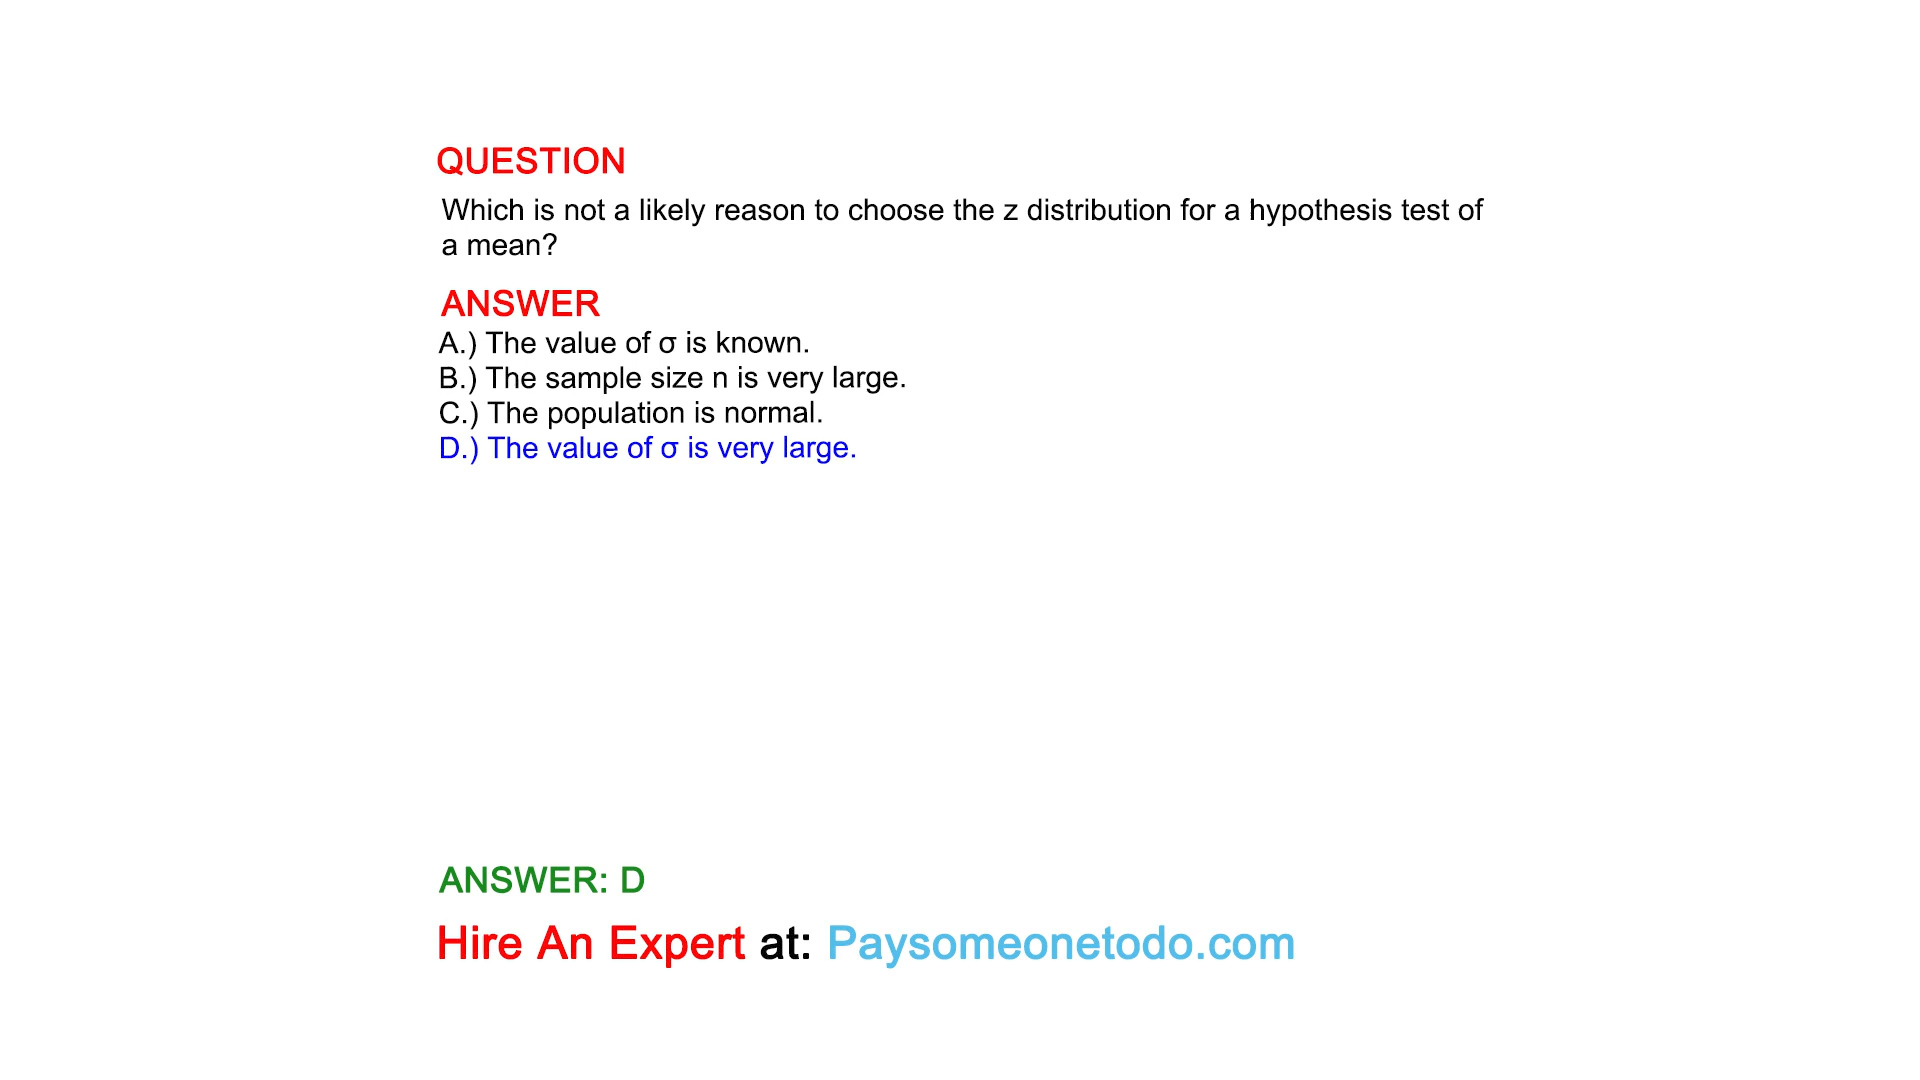 QUESTION
Which is not a likely reason to choose the z distribution for a hypothesis test of
a mean?
ANSWER
A.) The value of σ is known.
B.) The sample size n is very large.
C.) The population is normal.
D.) The value of σ is very large.
ANSWER: D
Hire An Expert at: Paysomeonetodo.com